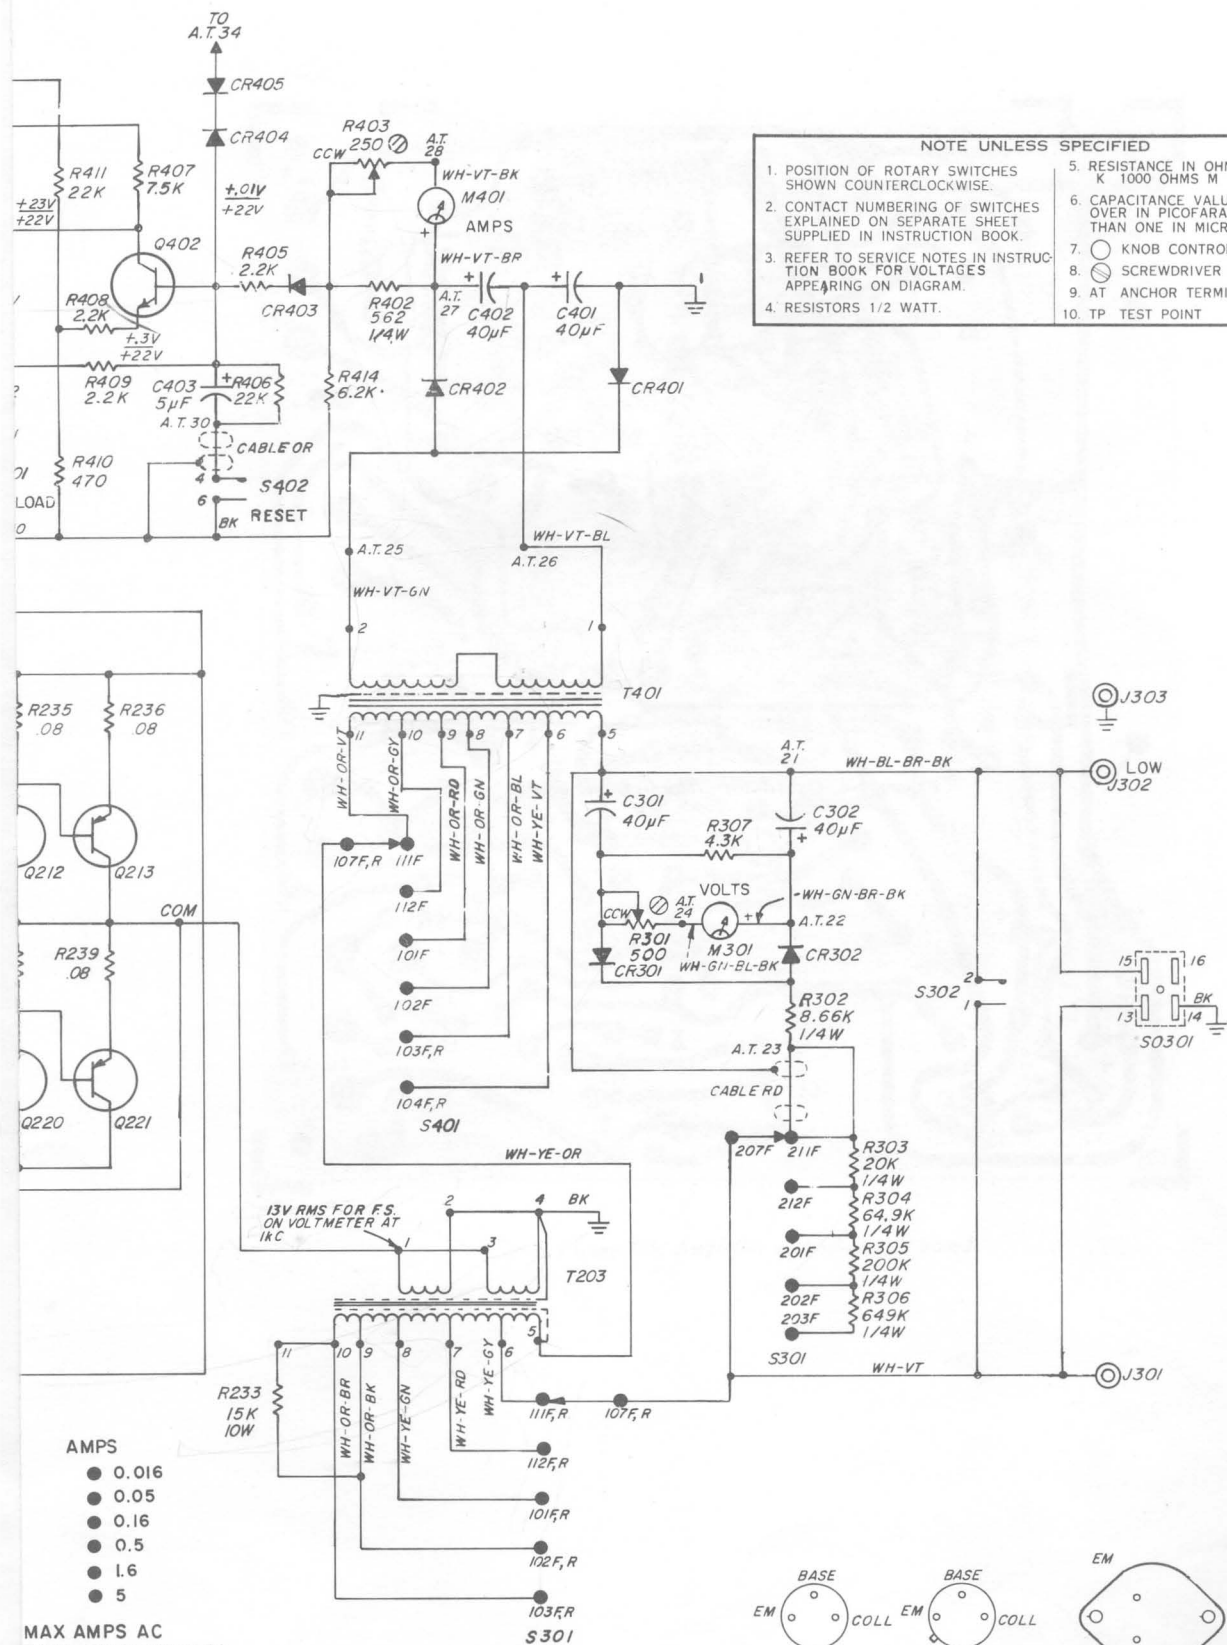 TO
A.T. 34
CR405
CR404
R411
22K
R407
7.5K
+23V
+22V
+.01V
+22V
R403
250
CCW
A.T.
28
WH-VT-BK
M401
AMPS
+
WH-VT-BR
Q402
R405
2.2K
CR403
R402
562
1/4W
A.T.
27
+
C402
40µF
+
C401
40µF
1
R408
2.2K
+.3V
+22V
R409
2.2K
C403
5µF
+
R406
22K
R414
6.2K
CR402
CR401
A.T. 30
CABLE OR
R410
470
4
S402
LOAD
6
RESET
BK
NOTE UNLESS SPECIFIED
1. POSITION OF ROTARY SWITCHES
SHOWN COUNTERCLOCKWISE.
2. CONTACT NUMBERING OF SWITCHES
EXPLAINED ON SEPARATE SHEET
SUPPLIED IN INSTRUCTION BOOK.
3. REFER TO SERVICE NOTES IN INSTRUC-
TION BOOK FOR VOLTAGES
APPEARING ON DIAGRAM.
4. RESISTORS 1/2 WATT.
5. RESISTANCE IN OHM
K 1000 OHMS M
6. CAPACITANCE VALU
OVER IN PICOFARA
THAN ONE IN MICR
7. KNOB CONTRO
8. SCREWDRIVER
9. AT ANCHOR TERMI
10. TP TEST POINT
A.T. 25
WH-VT-BL
A.T. 26
WH-VT-GN
2
1
T401
11
10
9
8
7
6
5
WH-OR-VT
WH-OR-GY
WH-OR-RD
WH-OR-GN
WH-OR-BL
WH-YE-VT
107F,R
111F
112F
101F
102F
103F,R
104F,R
S401
R235
.08
R236
.08
Q212
Q213
COM
R239
.08
Q220
Q221
J303
LOW
J302
A.T.
21
WH-BL-BR-BK
+
C301
40µF
C302
40µF
+
R307
4.3K
VOLTS
WH-GN-BR-BK
CCW
A.T.
24
+
A.T. 22
R301
500
M301
WH-GN-BL-BK
CR301
CR302
R302
8.66K
1/4W
A.T. 23
CABLE RD
S302
2
1
15
16
13
14
BK
SO301
207F
211F
212F
201F
202F
203F
S301
R303
20K
1/4W
R304
64.9K
1/4W
R305
200K
1/4W
R306
649K
1/4W
WH-VT
J301
WH-YE-OR
13V RMS FOR F.S.
ON VOLTMETER AT
1KC
1
2
3
4
BK
T203
5
11
10
9
8
7
6
R233
15K
10W
WH-OR-BR
WH-OR-BK
WH-YE-GN
WH-YE-RD
WH-YE-GY
111F,R
107F,R
112F,R
101F,R
102F,R
103F,R
S301
AMPS
0.016
0.05
0.16
0.5
1.6
5
MAX AMPS AC
BASE
EM
COLL
BASE
EM
COLL
EM